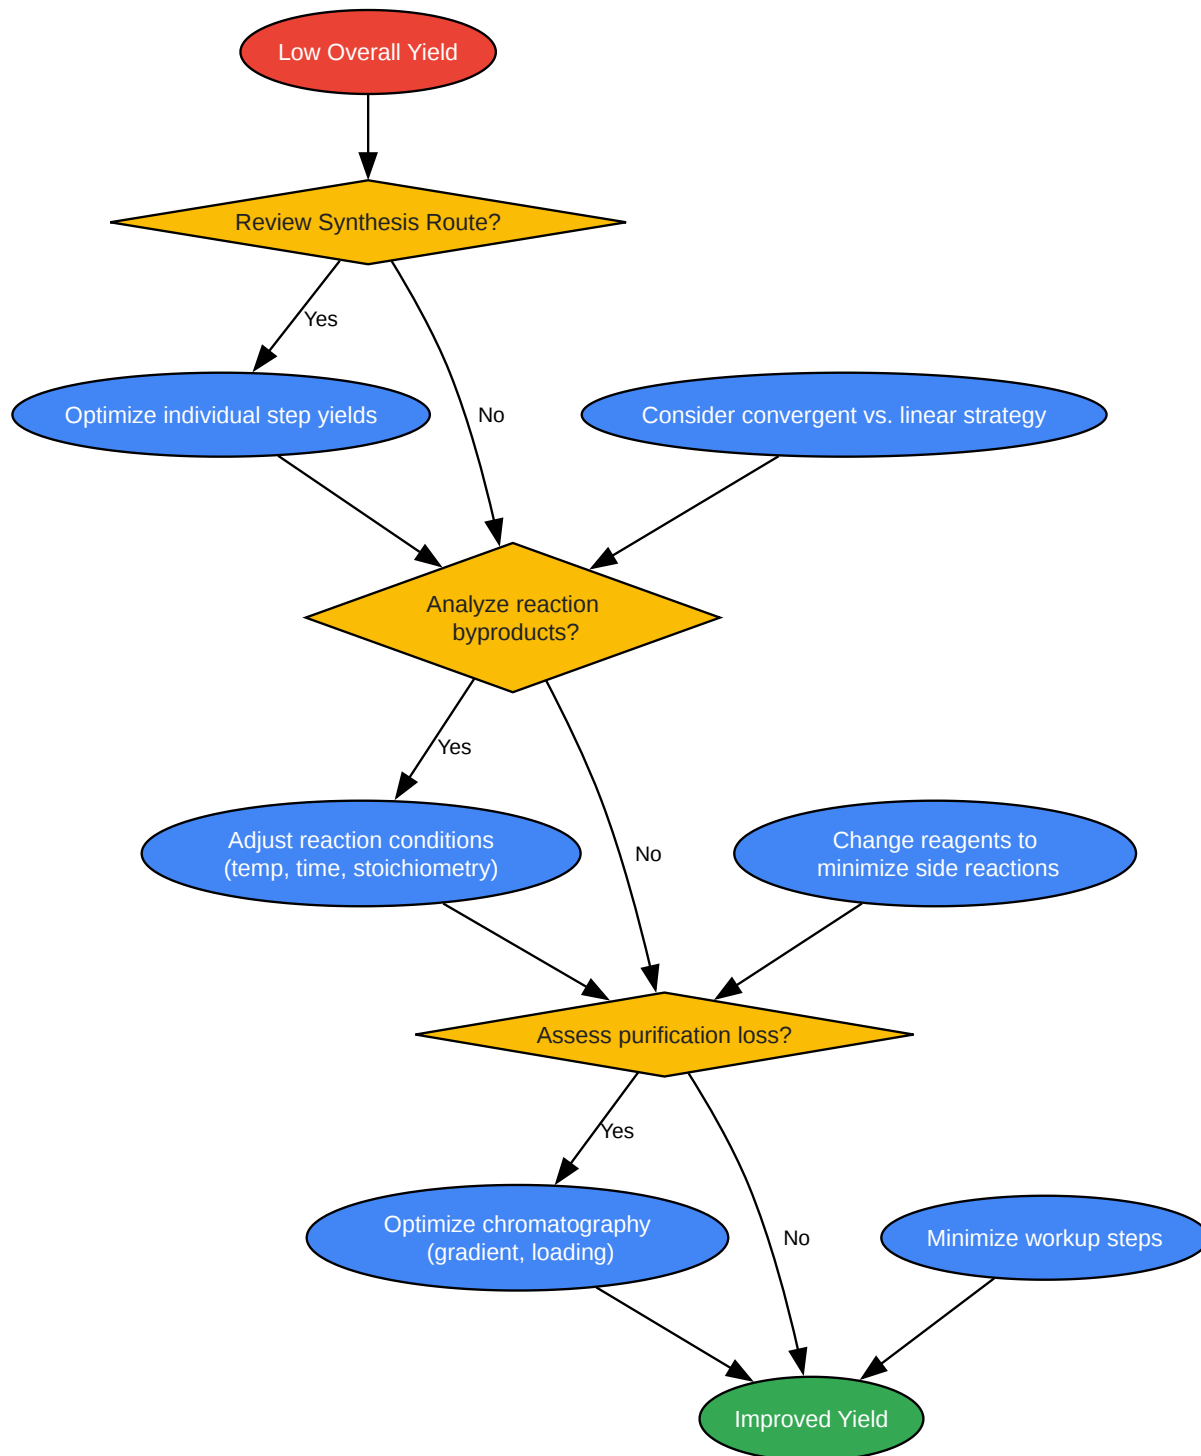 Low Overall Yield
Review Synthesis Route?
Yes
Optimize individual step yields
No
Consider convergent vs. linear strategy
Analyze reaction
byproducts?
Yes
Adjust reaction conditions
(temp, time, stoichiometry)
No
Change reagents to
minimize side reactions
Assess purification loss?
Yes
Optimize chromatography
(gradient, loading)
No
Minimize workup steps
Improved Yield